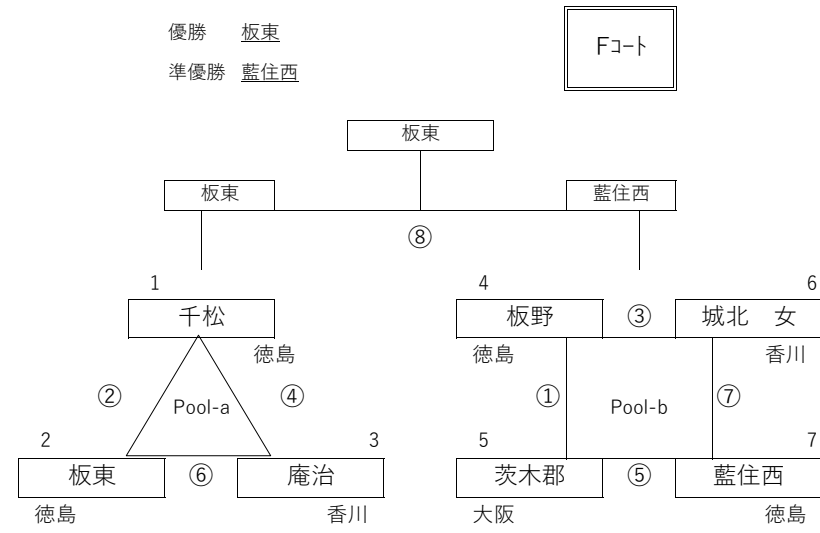 優勝 板東
Fコート
準優勝 藍住西
板東
板東 藍住西
⑧
1 4 6
千松 板野 ③ 城北　女
徳島 徳島 香川
② ④ ① ⑦
Pool-a Pool-b
2 3 5 7
板東 ⑥ 庵治 茨木郡 ⑤ 藍住西
徳島 香川 大阪 徳島